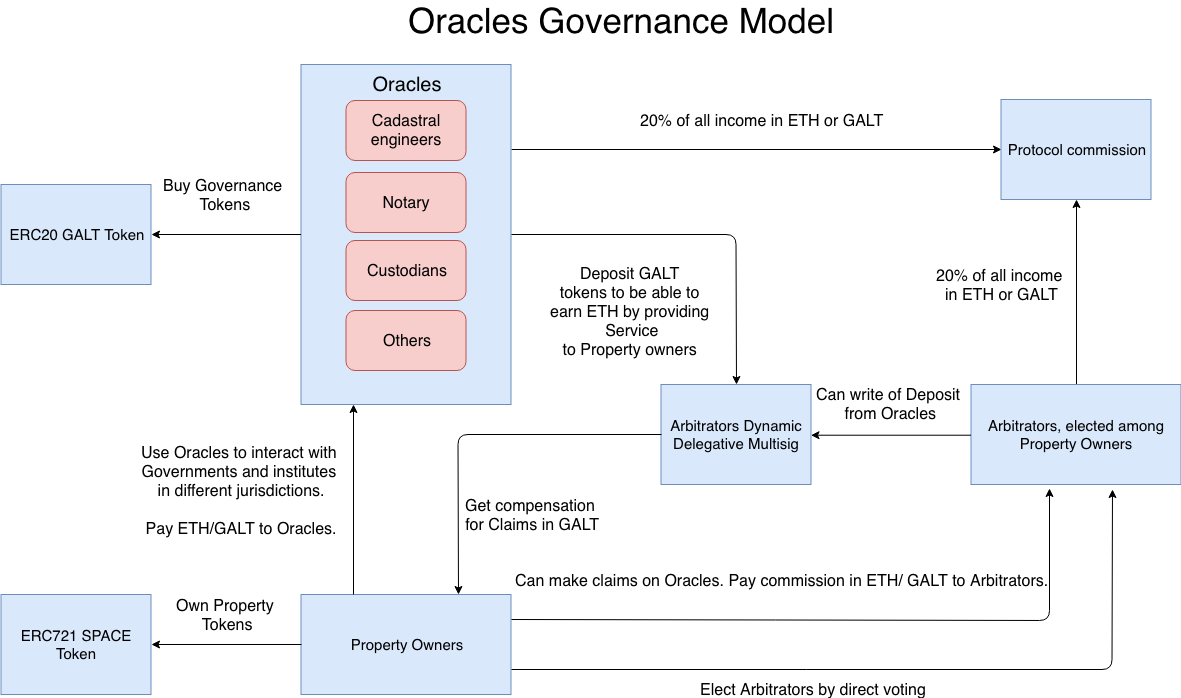 Oracles Governance Model
Oracles
Cadastral
engineers
Notary
Custodians
Others
20% of all income in ETH or GALT
Protocol commission
Buy Governance
Tokens
ERC20 GALT Token
Deposit GALT
tokens to be able to
earn ETH by providing
Service
to Property owners
20% of all income
in ETH or GALT
Arbitrators Dynamic
Delegative Multisig
Can write of Deposit
from Oracles
Arbitrators, elected among
Property Owners
Use Oracles to interact with
Governments and institutes
in different jurisdictions.
Pay ETH/GALT to Oracles.
Get compensation
for Claims in GALT
Can make claims on Oracles. Pay commission in ETH/ GALT to Arbitrators.
Own Property
Tokens
ERC721 SPACE
Token
Property Owners
Elect Arbitrators by direct voting